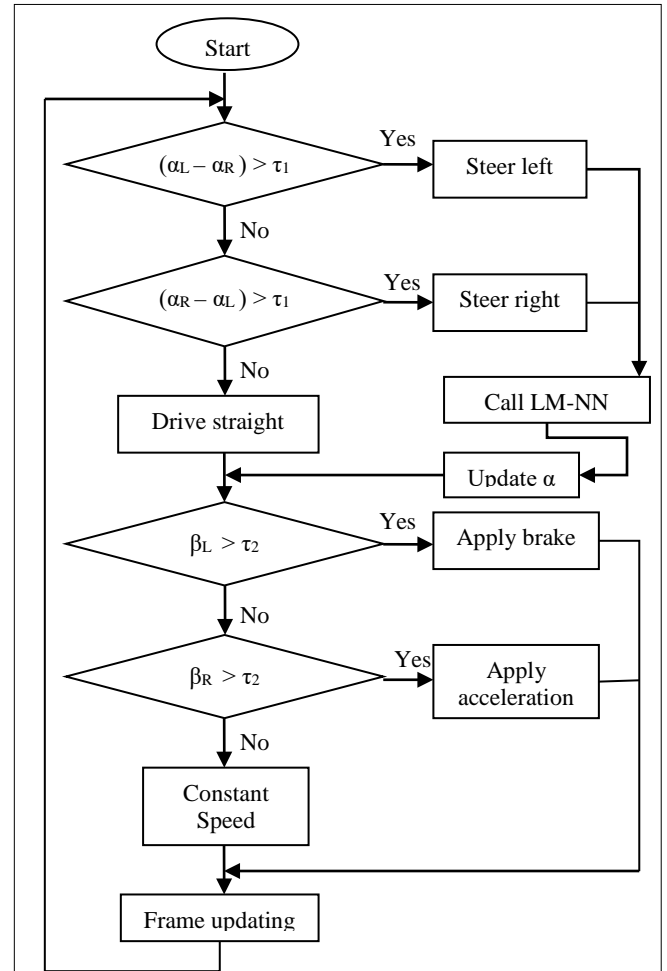 Start
(αL – αR) > τ1
Yes
Steer left
No
(αR – αL) > τ1
Yes
Steer right
No
Drive straight
Call LM-NN
Update α
βL > τ2
Yes
Apply brake
No
βR > τ2
Yes
Apply
acceleration
No
Constant
Speed
Frame updating